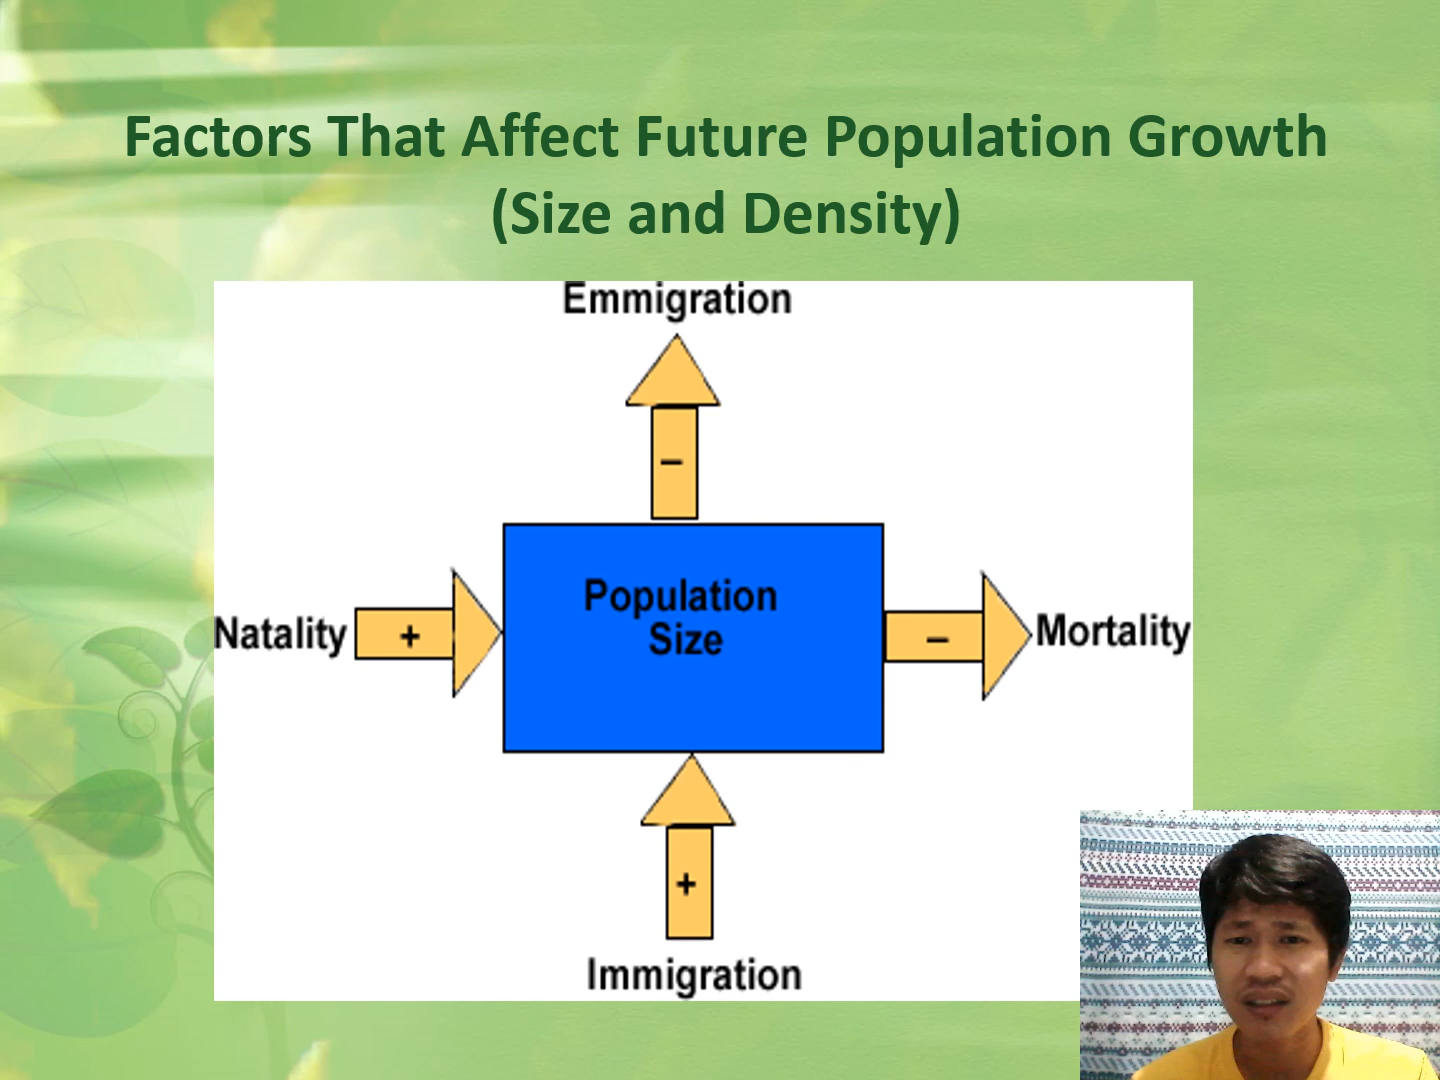 Factors That Affect Future Population Growth
(Size and Density)
Emmigration
–
Population
Size
Natality
+
–
Mortality
+
Immigration